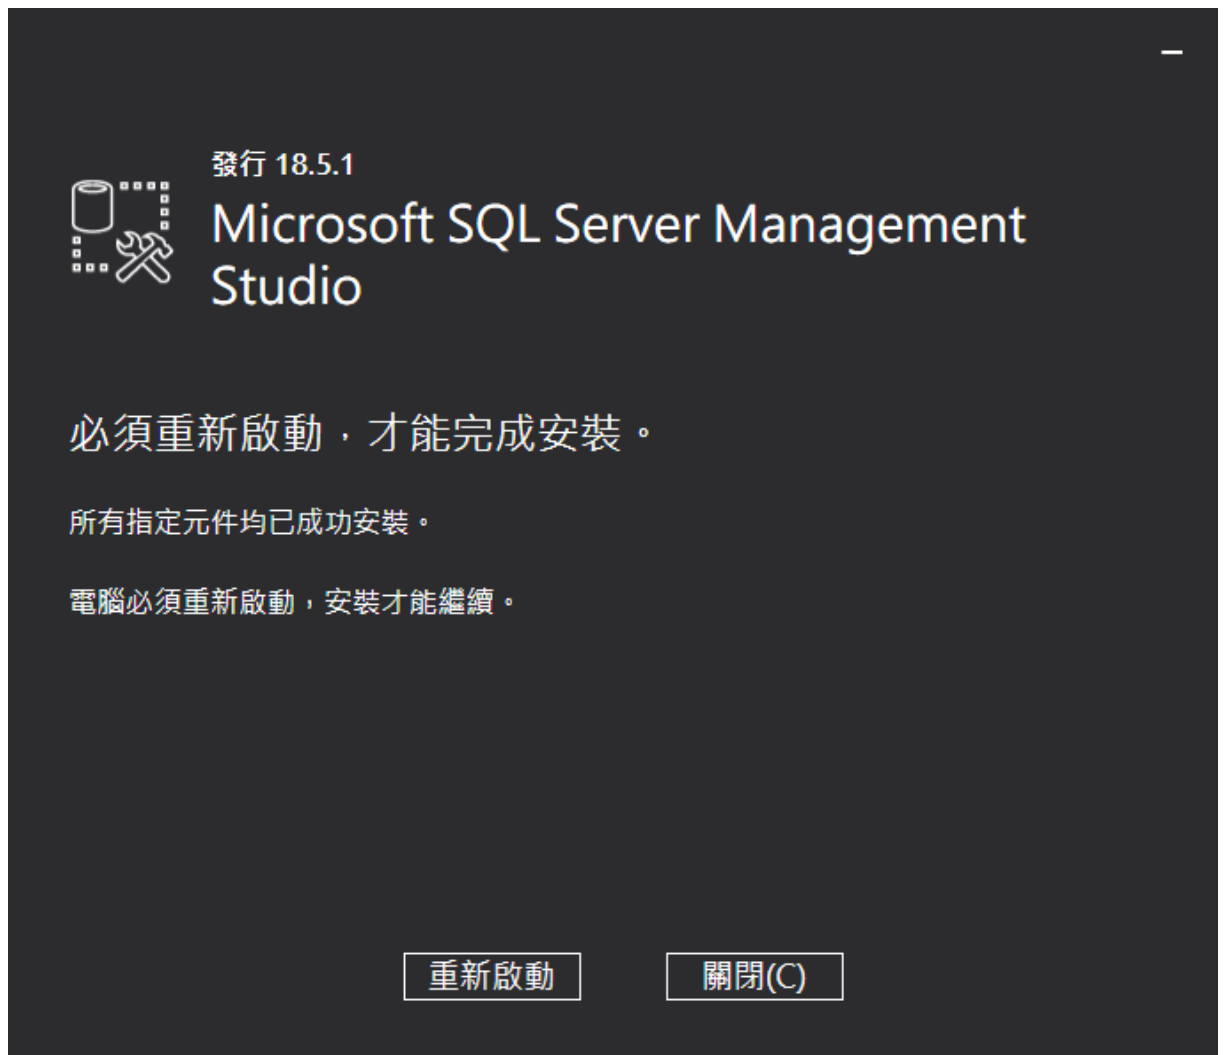 發行 18.5.1
Microsoft SQL Server Management
Studio
必須重新啟動，才能完成安裝。
所有指定元件均已成功安裝。
電腦必須重新啟動，安裝才能繼續。
重新啟動
關閉(C)